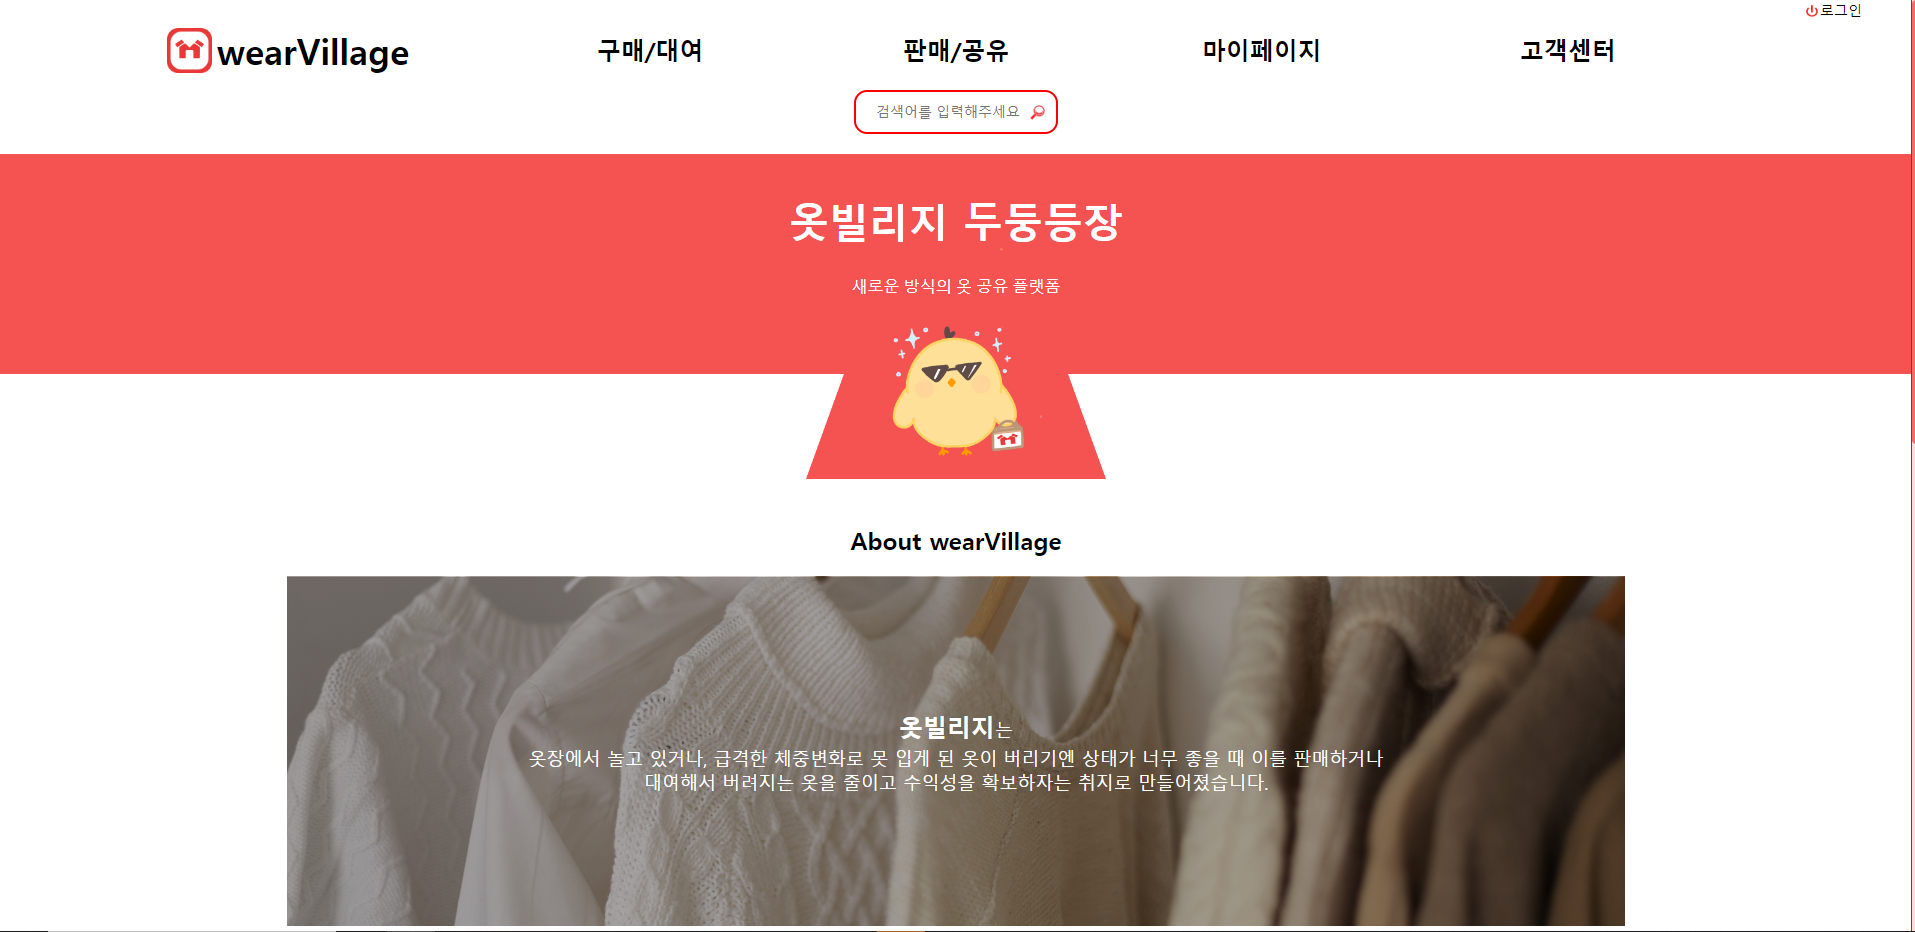 로그인
wearVillage
구매/대여
판매/공유
마이페이지
고객센터
검색어를 입력해주세요
옷빌리지 두둥등장
새로운 방식의 옷 공유 플랫폼
About wearVillage
옷빌리지는
옷장에서 놀고 있거나, 급격한 체중변화로 못 입게 된 옷이 버리기엔 상태가 너무 좋을 때 이를 판매하거나
대여해서 버려지는 옷을 줄이고 수익성을 확보하자는 취지로 만들어졌습니다.